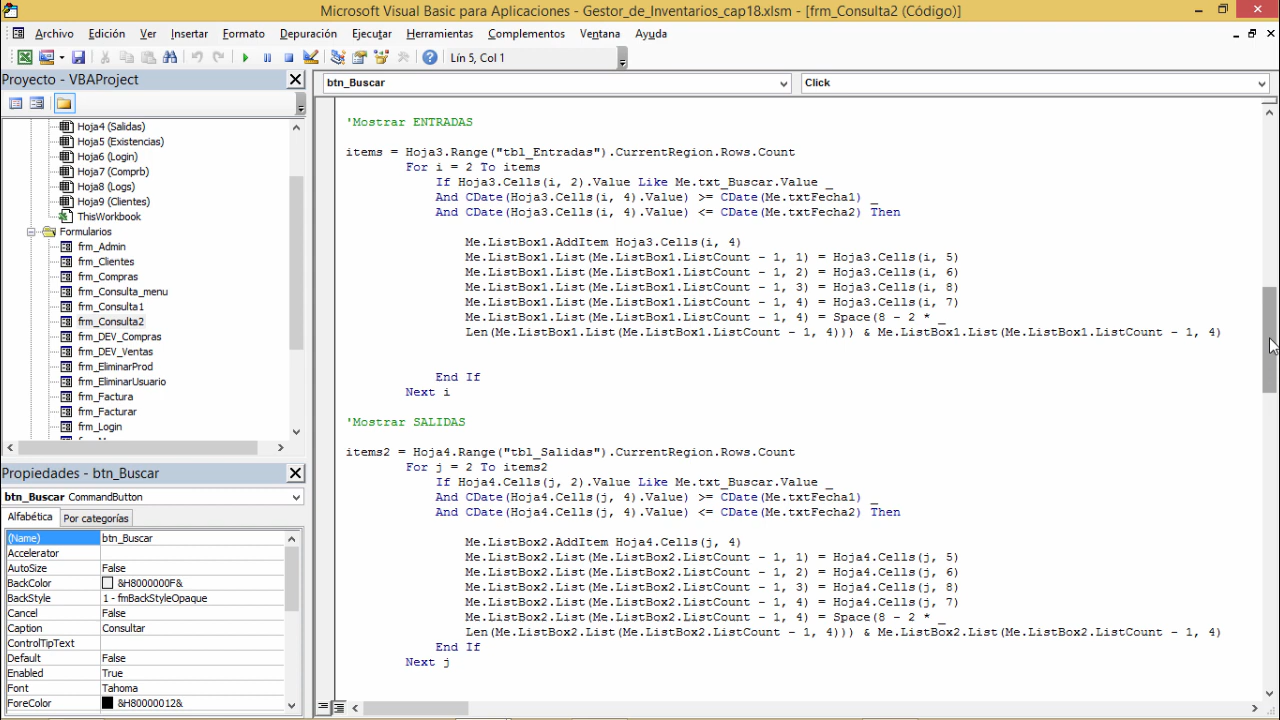 Microsoft Visual Basic para Aplicaciones - Gestor_de_Inventarios_cap18.xlsm - [frm_Consulta2 (Código)]
Archivo Edición Ver Insertar Formato Depuración Ejecutar Herramientas Complementos Ventana Ayuda
Lín 5, Col 1
Proyecto - VBAProject
Hoja4 (Salidas)
Hoja5 (Existencias)
Hoja6 (Login)
Hoja7 (Comprb)
Hoja8 (Logs)
Hoja9 (Clientes)
ThisWorkbook
Formularios
frm_Admin
frm_Clientes
frm_Compras
frm_Consulta_menu
frm_Consulta1
frm_Consulta2
frm_DEV_Compras
frm_DEV_Ventas
frm_EliminarProd
frm_EliminarUsuario
frm_Factura
frm_Facturar
frm_Login
Propiedades - btn_Buscar
btn_Buscar CommandButton
Alfabética Por categorías
(Name) btn_Buscar
Accelerator
AutoSize False
BackColor &H8000000F&
BackStyle 1 - fmBackStyleOpaque
Cancel False
Caption Consultar
ControlTipText
Default False
Enabled True
Font Tahoma
ForeColor &H80000012&
btn_Buscar Click
'Mostrar ENTRADAS
items = Hoja3.Range("tbl_Entradas").CurrentRegion.Rows.Count
For i = 2 To items
If Hoja3.Cells(i, 2).Value Like Me.txt_Buscar.Value _
And CDate(Hoja3.Cells(i, 4).Value) >= CDate(Me.txtFecha1) _
And CDate(Hoja3.Cells(i, 4).Value) <= CDate(Me.txtFecha2) Then
Me.ListBox1.AddItem Hoja3.Cells(i, 4)
Me.ListBox1.List(Me.ListBox1.ListCount - 1, 1) = Hoja3.Cells(i, 5)
Me.ListBox1.List(Me.ListBox1.ListCount - 1, 2) = Hoja3.Cells(i, 6)
Me.ListBox1.List(Me.ListBox1.ListCount - 1, 3) = Hoja3.Cells(i, 8)
Me.ListBox1.List(Me.ListBox1.ListCount - 1, 4) = Hoja3.Cells(i, 7)
Me.ListBox1.List(Me.ListBox1.ListCount - 1, 4) = Space(8 - 2 * _
Len(Me.ListBox1.List(Me.ListBox1.ListCount - 1, 4))) & Me.ListBox1.List(Me.ListBox1.ListCount - 1, 4)
End If
Next i
'Mostrar SALIDAS
items2 = Hoja4.Range("tbl_Salidas").CurrentRegion.Rows.Count
For j = 2 To items2
If Hoja4.Cells(j, 2).Value Like Me.txt_Buscar.Value _
And CDate(Hoja4.Cells(j, 4).Value) >= CDate(Me.txtFecha1) _
And CDate(Hoja4.Cells(j, 4).Value) <= CDate(Me.txtFecha2) Then
Me.ListBox2.AddItem Hoja4.Cells(j, 4)
Me.ListBox2.List(Me.ListBox2.ListCount - 1, 1) = Hoja4.Cells(j, 5)
Me.ListBox2.List(Me.ListBox2.ListCount - 1, 2) = Hoja4.Cells(j, 6)
Me.ListBox2.List(Me.ListBox2.ListCount - 1, 3) = Hoja4.Cells(j, 8)
Me.ListBox2.List(Me.ListBox2.ListCount - 1, 4) = Hoja4.Cells(j, 7)
Me.ListBox2.List(Me.ListBox2.ListCount - 1, 4) = Space(8 - 2 * _
Len(Me.ListBox2.List(Me.ListBox2.ListCount - 1, 4))) & Me.ListBox2.List(Me.ListBox2.ListCount - 1, 4)
End If
Next j